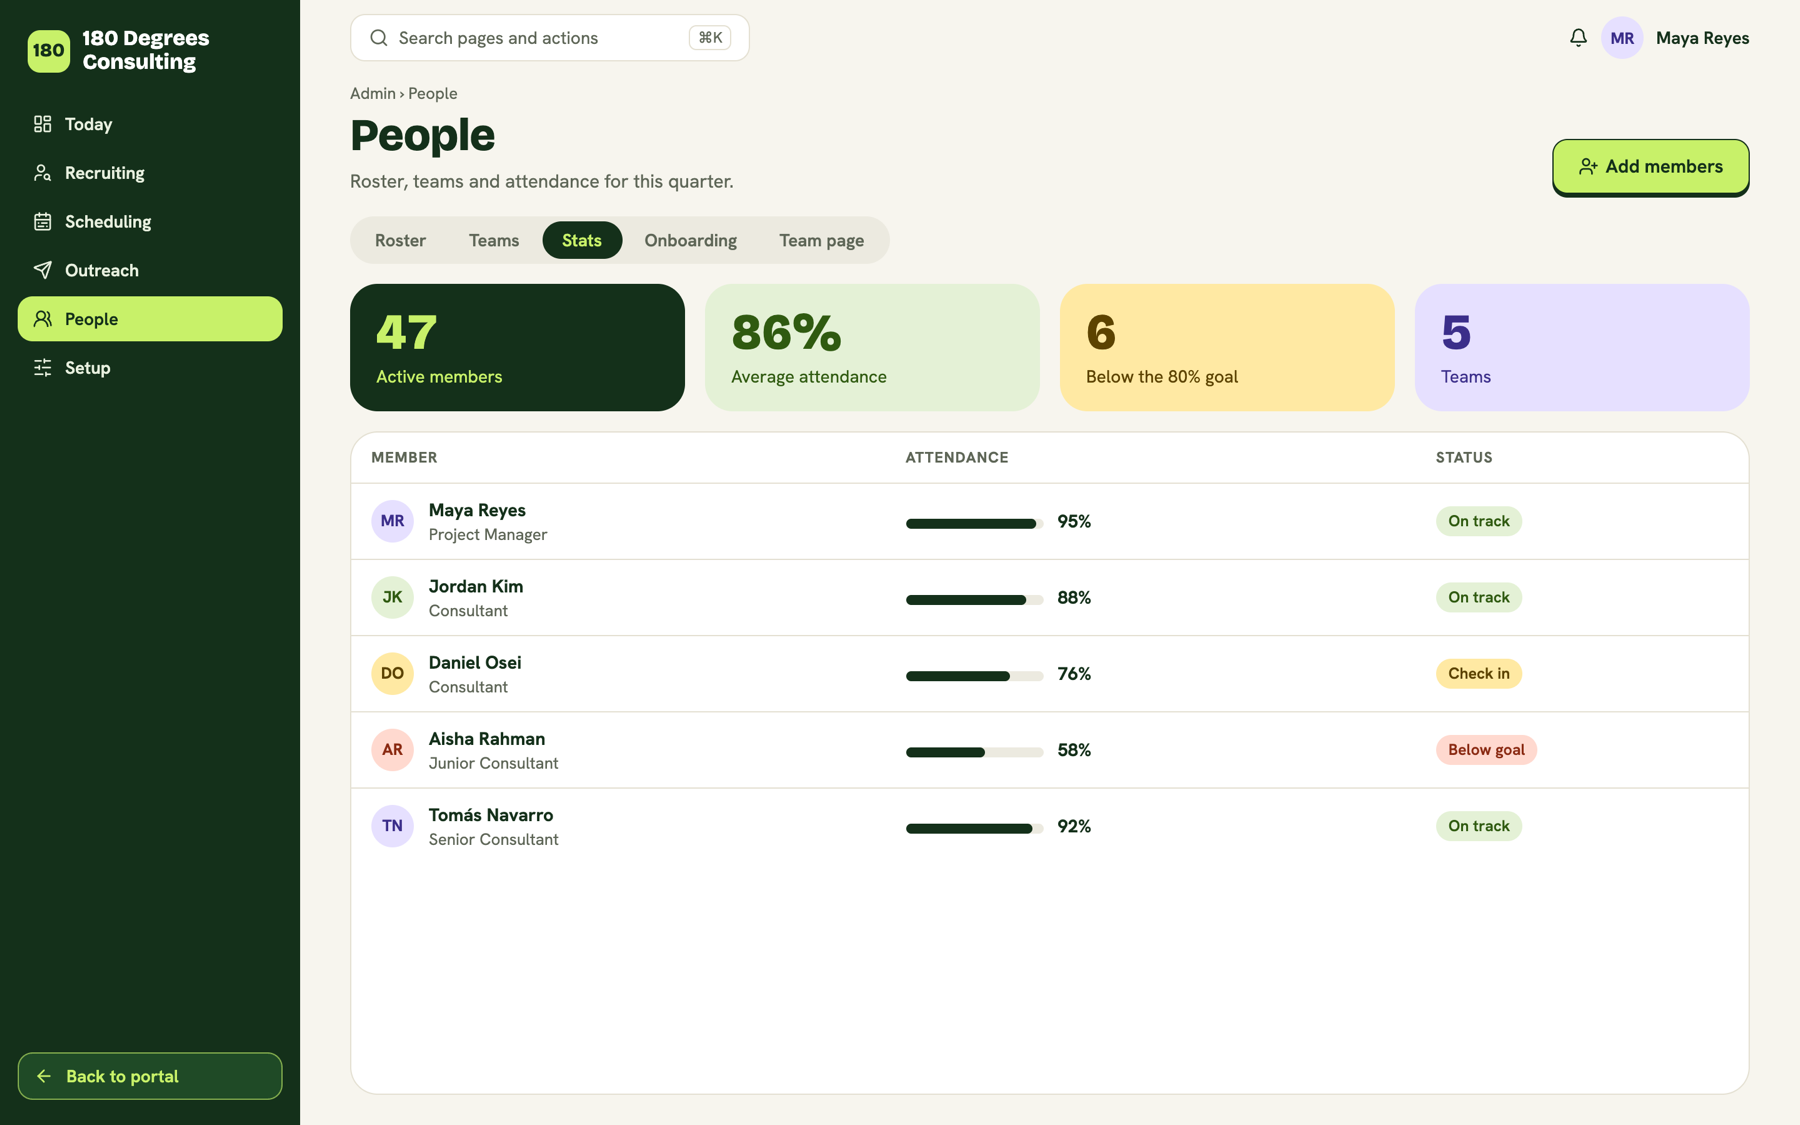 180
180 Degrees
Consulting
Today
Recruiting
Scheduling
Outreach
People
Setup
Back to portal
Search pages and actions
⌘K
MR
Maya Reyes
Admin › People
People
Roster, teams and attendance for this quarter.
Add members
Roster
Teams
Stats
Onboarding
Team page
47
Active members
86%
Average attendance
6
Below the 80% goal
5
Teams
MEMBER
ATTENDANCE
STATUS
MR
Maya Reyes
Project Manager
95%
On track
JK
Jordan Kim
Consultant
88%
On track
DO
Daniel Osei
Consultant
76%
Check in
AR
Aisha Rahman
Junior Consultant
58%
Below goal
TN
Tomás Navarro
Senior Consultant
92%
On track